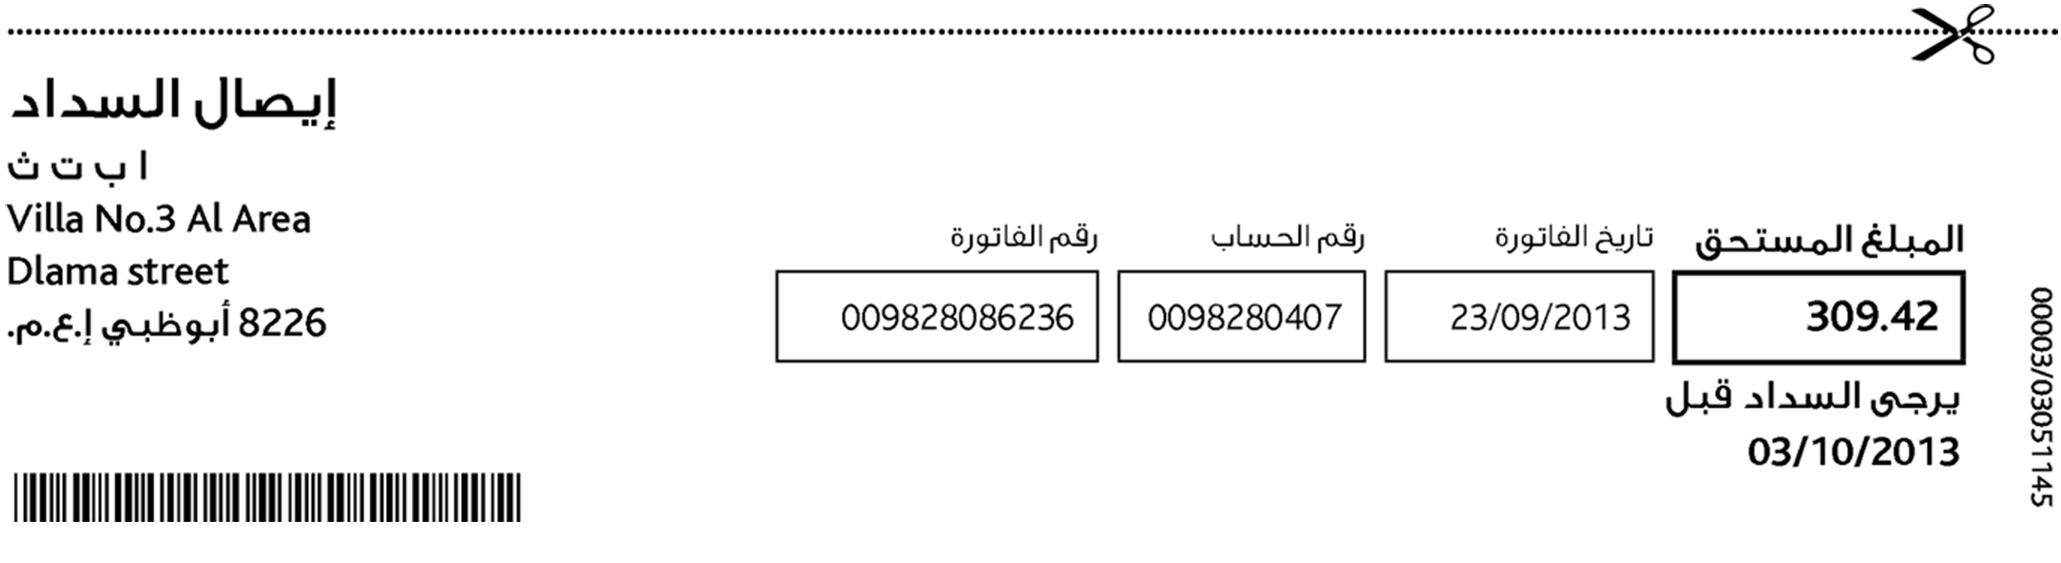 إيصال السداد
ا ب ت ث
Villa No.3 Al Area
Dlama street
8226 أبوظبي إ.ع.م.
المبلغ المستحق
309.42
تاريخ الفاتورة
23/09/2013
رقم الحساب
0098280407
رقم الفاتورة
009828086236
يرجى السداد قبل
03/10/2013
00003/03051145